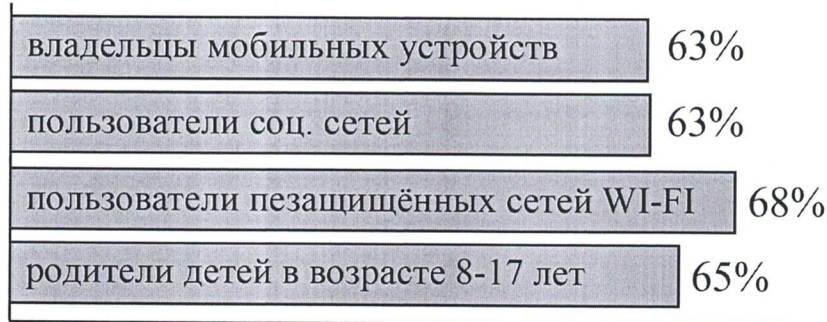 владельцы мобильных устройств 63%
пользователи соц. сетей 63%
пользователи пезащищённых сетей WI-FI 68%
родители детей в возрасте 8-17 лет 65%